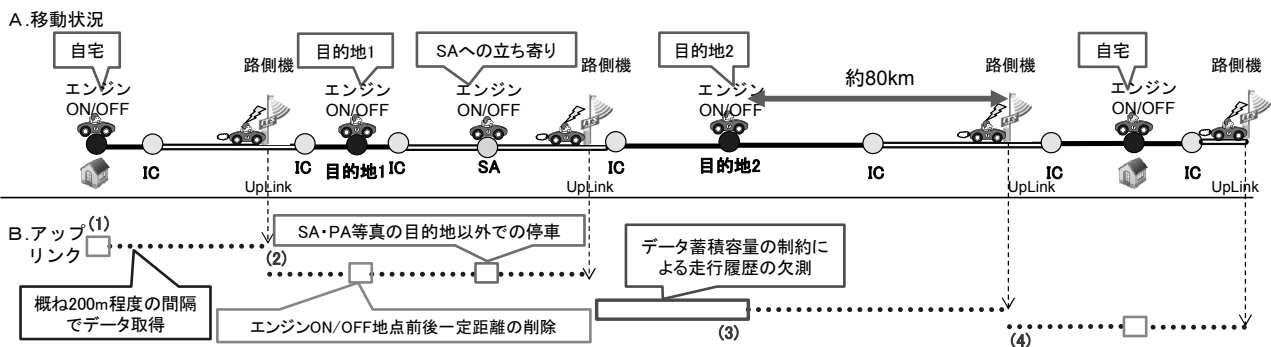 A.移動状況
自宅
目的地1
SAへの立ち寄り
目的地2
自宅
エンジン
ON/OFF
路側機
エンジン
ON/OFF
エンジン
ON/OFF
路側機
エンジン
ON/OFF
約80km
路側機
エンジン
ON/OFF
路側機
IC
IC
目的地1
IC
SA
IC
目的地2
IC
IC
IC
UpLink
UpLink
UpLink
UpLink
B.アップ
リンク
(1)
(2)
SA・PA等真の目的地以外での停車
データ蓄積容量の制約に
よる走行履歴の欠測
概ね200m程度の間隔
でデータ取得
エンジンON/OFF地点前後一定距離の削除
(3)
(4)